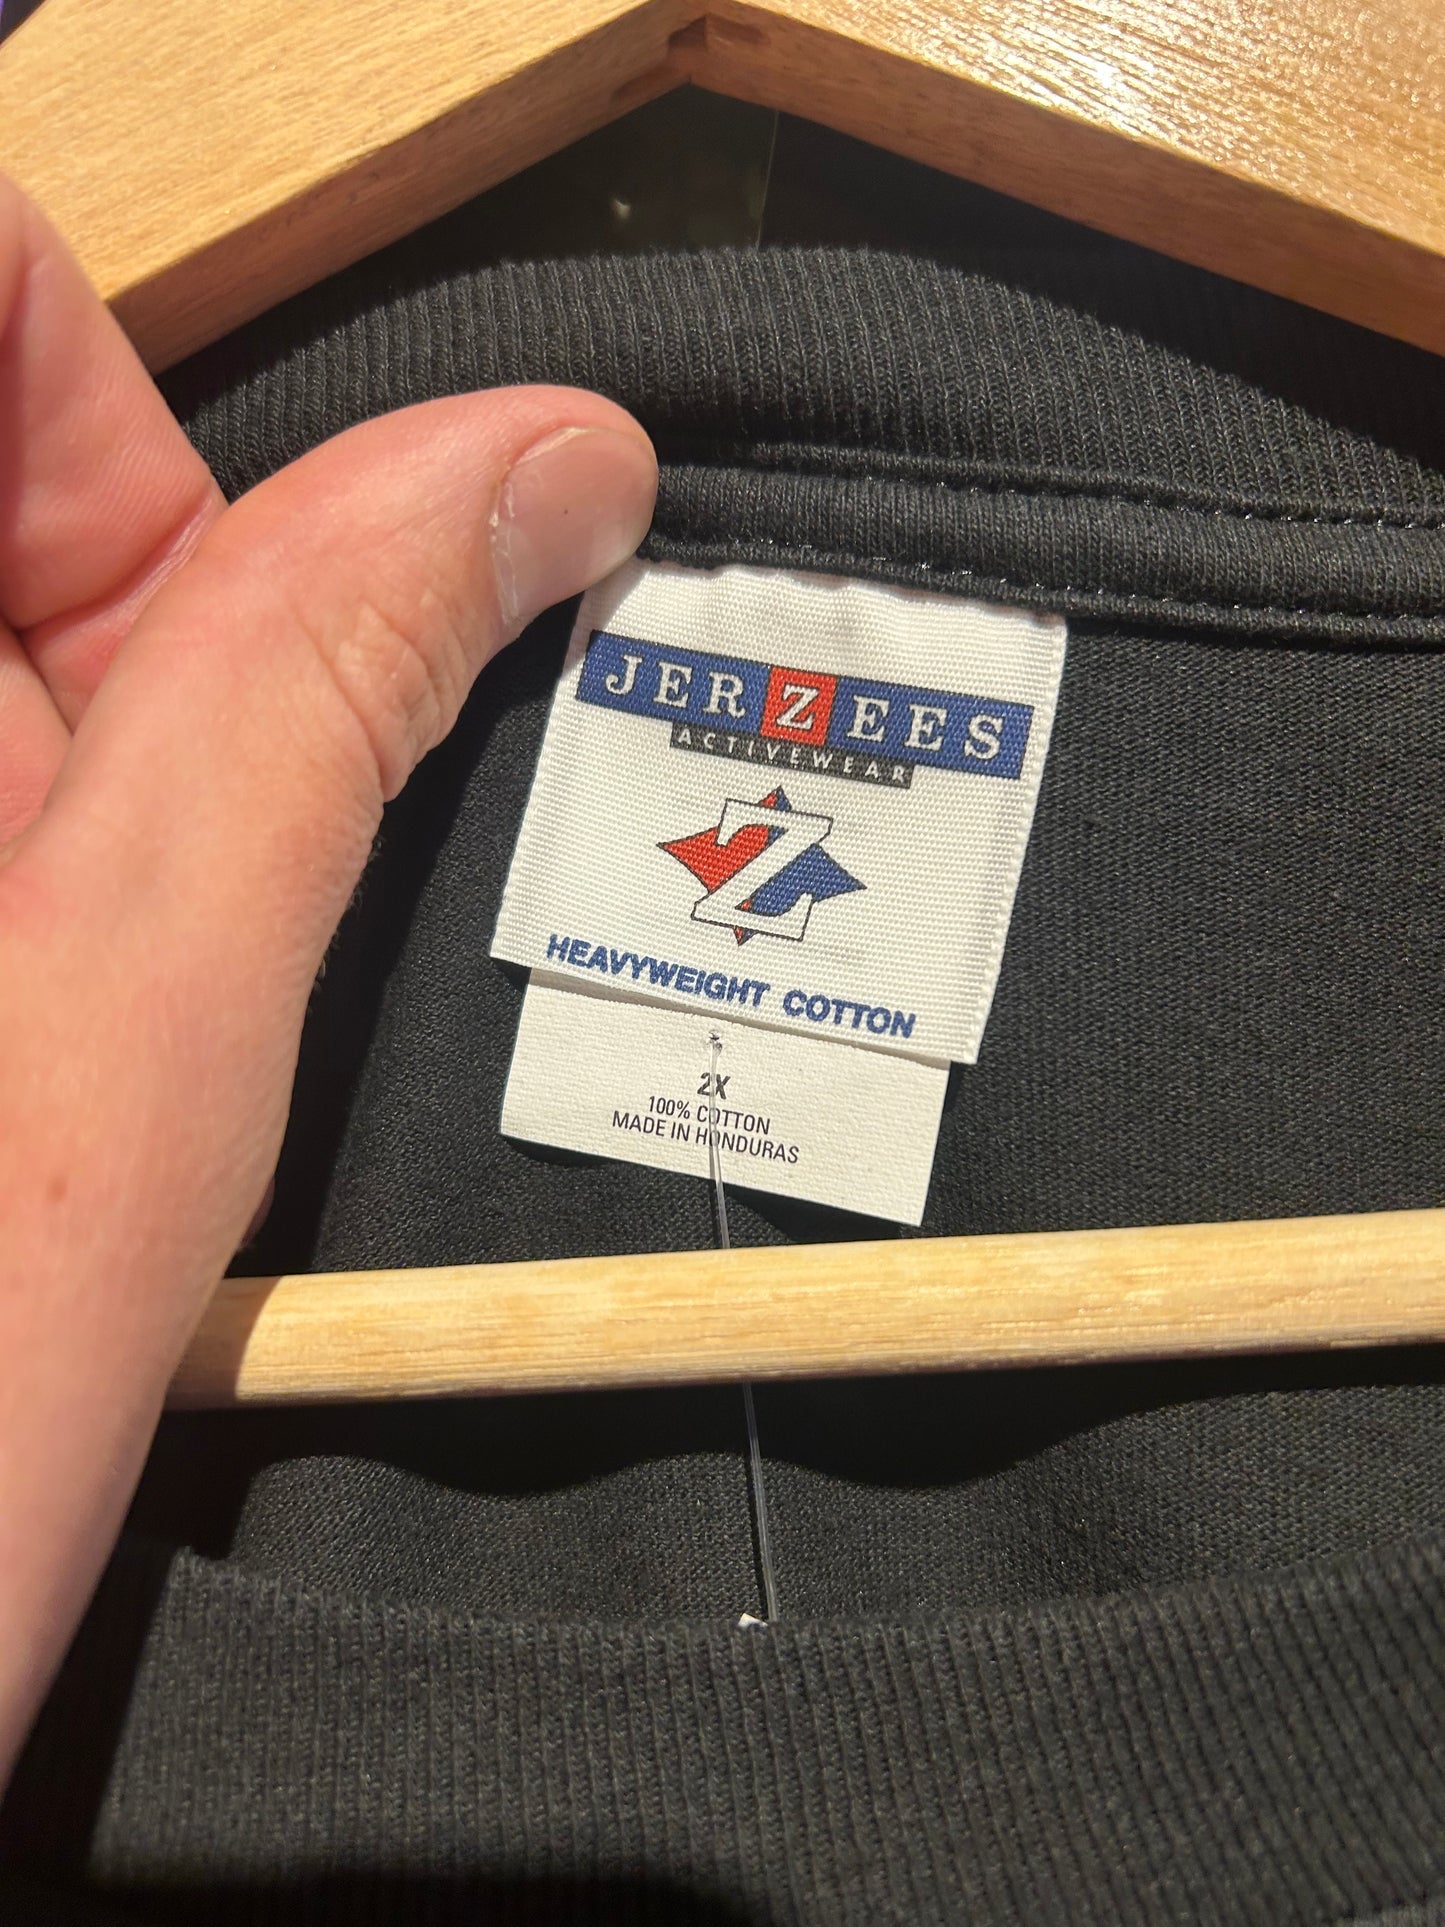 JERZEES
ACTIVEWEAR
Z
HEAVYWEIGHT COTTON
2X
100% COTTON
MADE IN HONDURAS